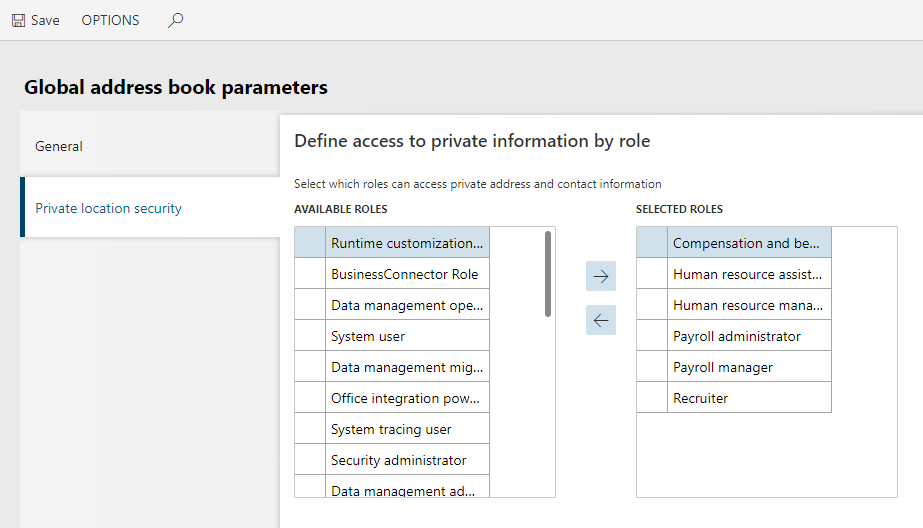 Save OPTIONS
Global address book parameters
General
Private location security
Define access to private information by role
Select which roles can access private address and contact information
AVAILABLE ROLES
Runtime customization...
BusinessConnector Role
Data management ope...
System user
Data management mig...
Office integration pow...
System tracing user
Security administrator
Data management ad...
SELECTED ROLES
Compensation and be...
Human resource assist...
Human resource mana...
Payroll administrator
Payroll manager
Recruiter